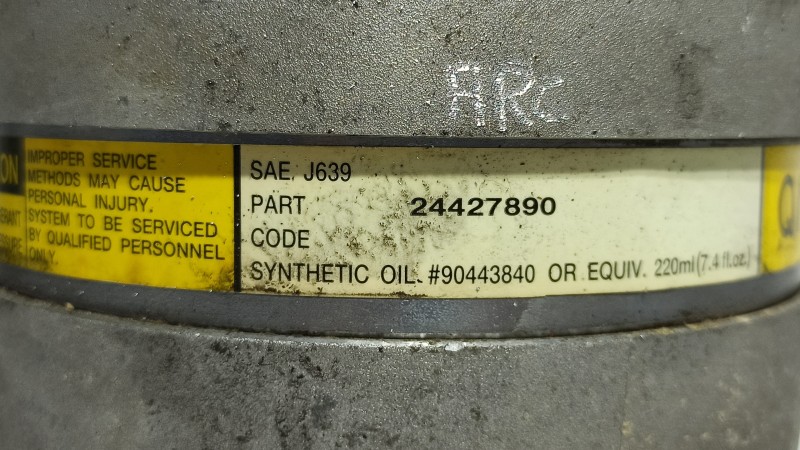 ARC
ON
IMPROPER SERVICE
METHODS MAY CAUSE
PERSONAL INJURY.
SYSTEM TO BE SERVICED
BY QUALIFIED PERSONNEL
ONLY.
SAE. J639
PART 24427890
CODE
SYNTHETIC OIL. #90443840 OR EQUIV. 220ml (7.4 fl.oz.)